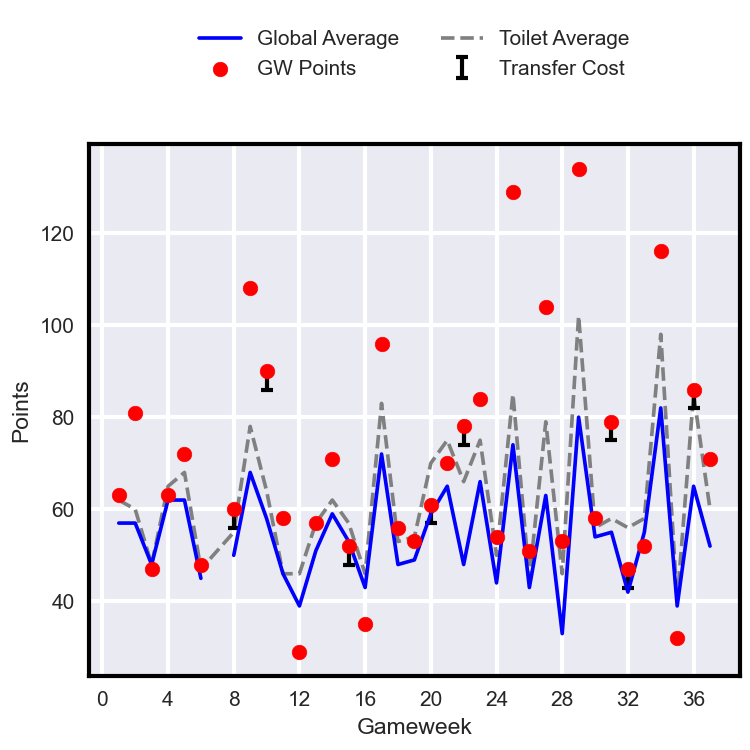 Global Average
GW Points
Toilet Average
Transfer Cost
Points
120
100
80
60
40
0 4 8 12 16 20 24 28 32 36
Gameweek